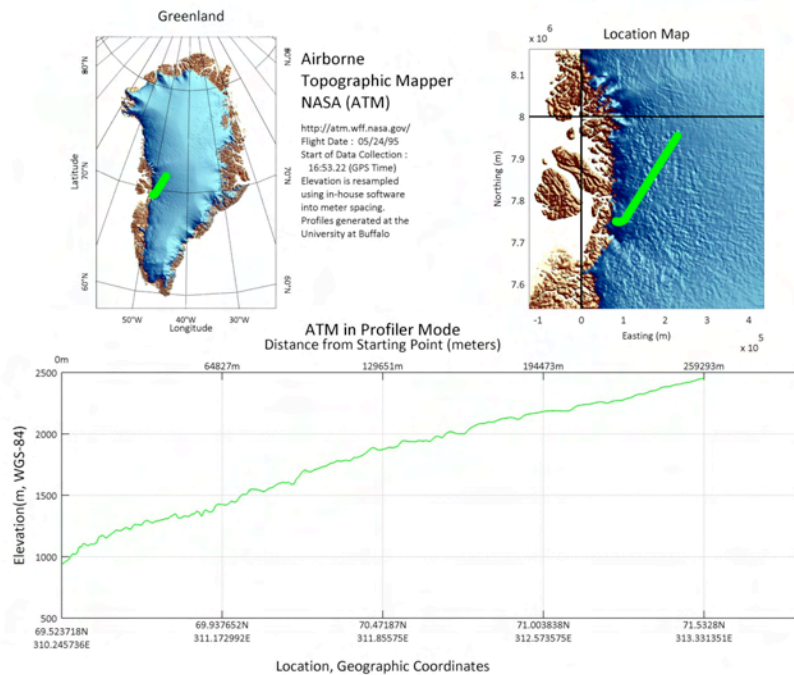 Greenland
80°N
80°N
70°N
60°N
60°N
50°W
40°W
30°W
Latitude
Longitude
Airborne
Topographic Mapper
NASA (ATM)
http://atm.wff.nasa.gov/
Flight Date : 05/24/95
Start of Data Collection :
16:53.22 (GPS Time)
Elevation is resampled
using in-house software
into meter spacing.
Profiles generated at the
University at Buffalo
x 10⁶
Location Map
8.1
8
7.9
7.8
7.7
7.6
Northing (m)
-1 0 1 2 3 4
Easting (m)
5
x 10
ATM in Profiler Mode
Distance from Starting Point (meters)
0m 64827m 129651m 194473m 259293m
2500
2000
1500
1000
500
Elevation(m, WGS-84)
69.523718N 69.937652N 70.47187N 71.003838N 71.5328N
310.245736E 311.172992E 311.85575E 312.573575E 313.331351E
Location, Geographic Coordinates
70°N